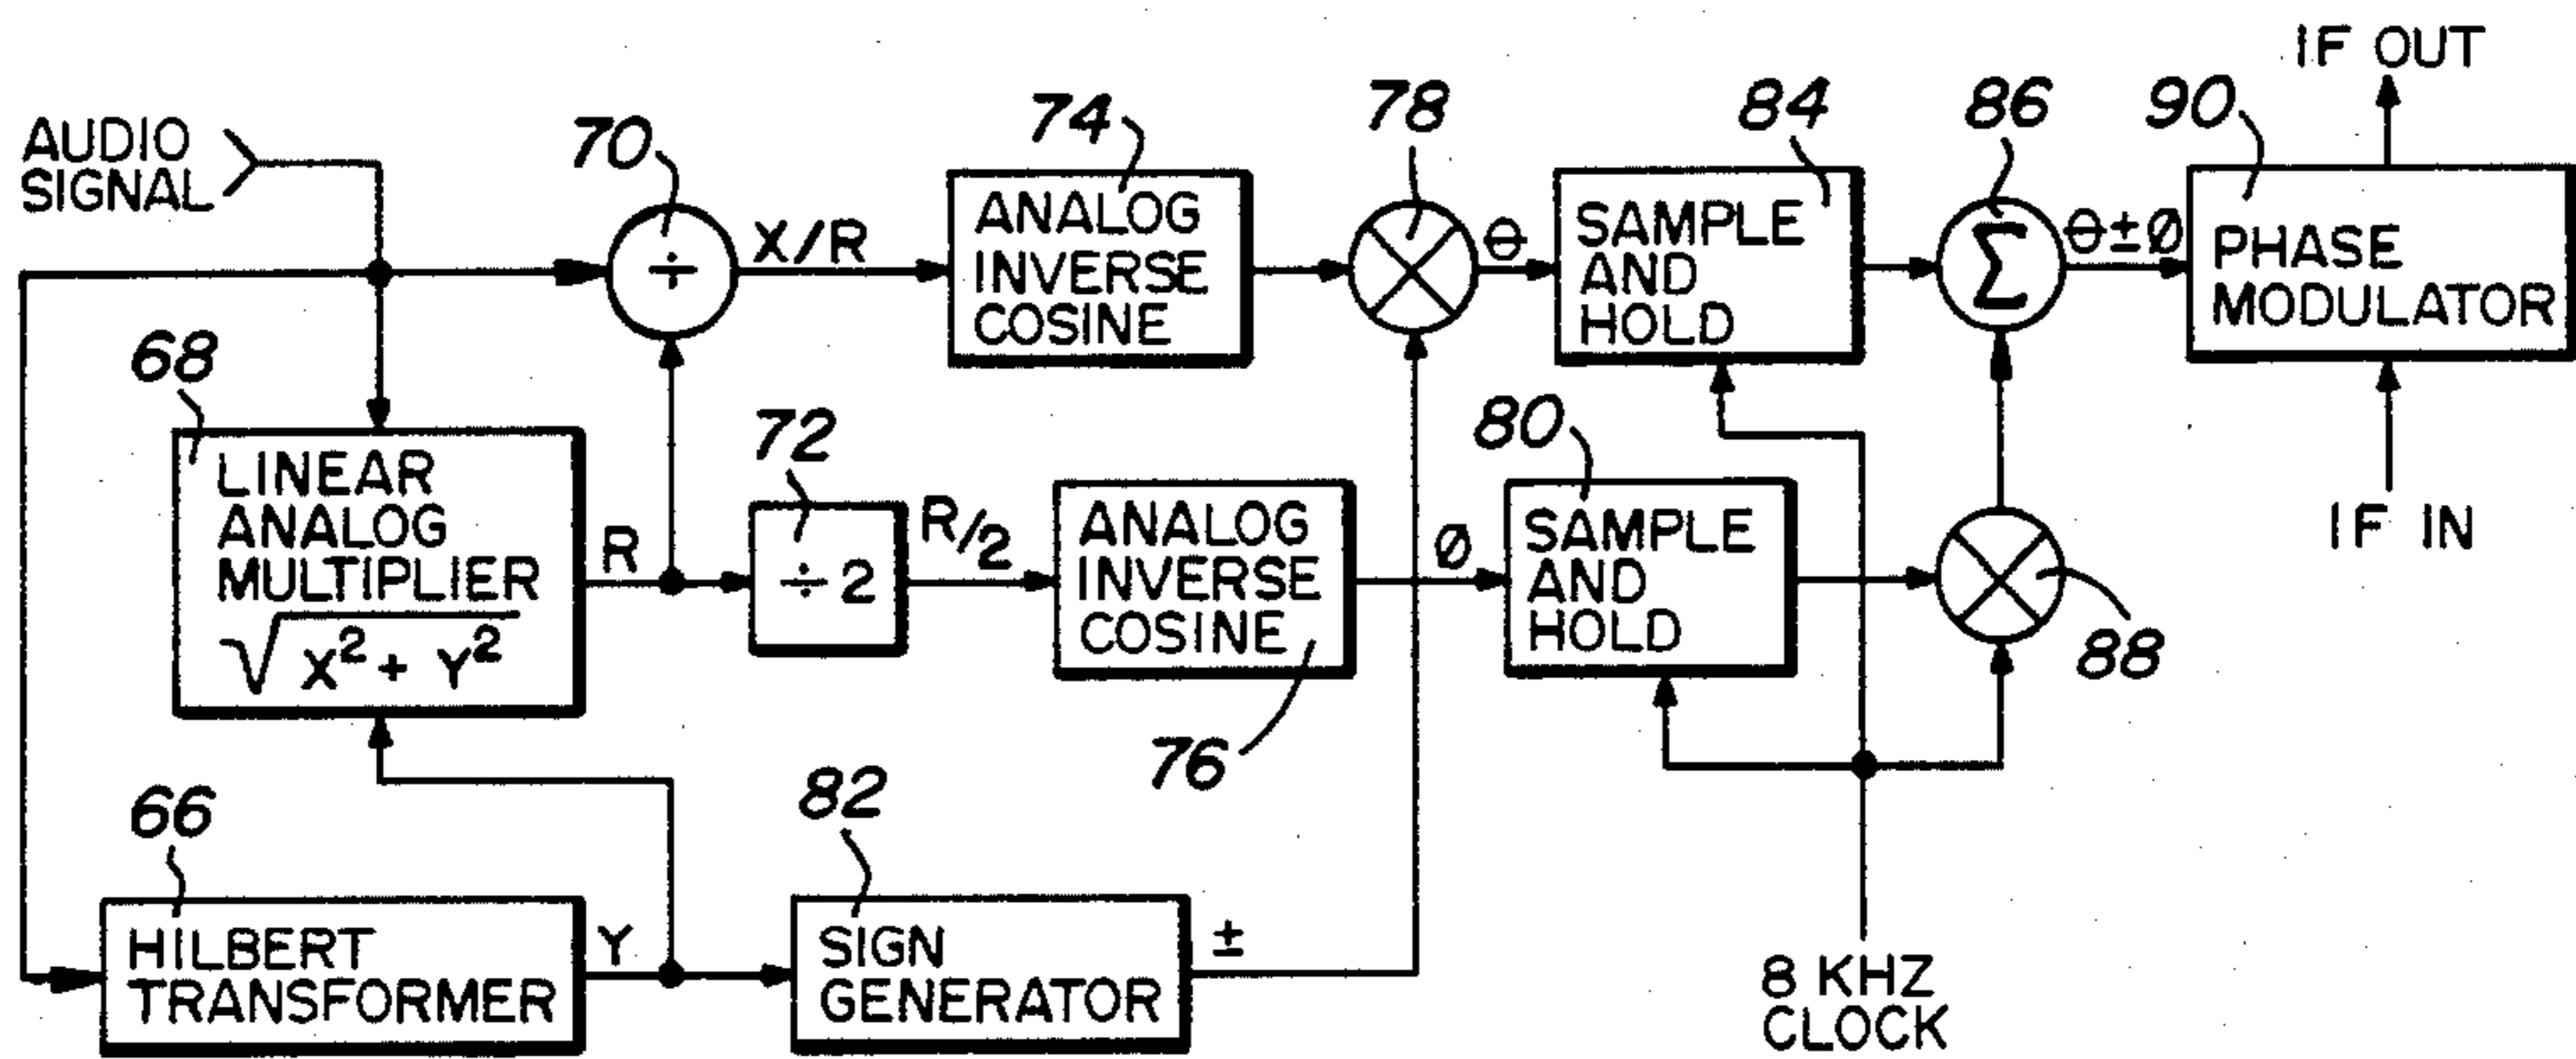 IF OUT
AUDIO
SIGNAL
70
74
78
84
86
90
÷
X/R
ANALOG
INVERSE
COSINE
θ
SAMPLE
AND
HOLD
Σ
θ±Ø
PHASE
MODULATOR
IF IN
68
LINEAR
ANALOG
MULTIPLIER
√X²+ Y²
R
72
÷2
R/2
ANALOG
INVERSE
COSINE
76
Ø
80
SAMPLE
AND
HOLD
88
66
HILBERT
TRANSFORMER
Y
82
SIGN
GENERATOR
±
8 KHZ
CLOCK